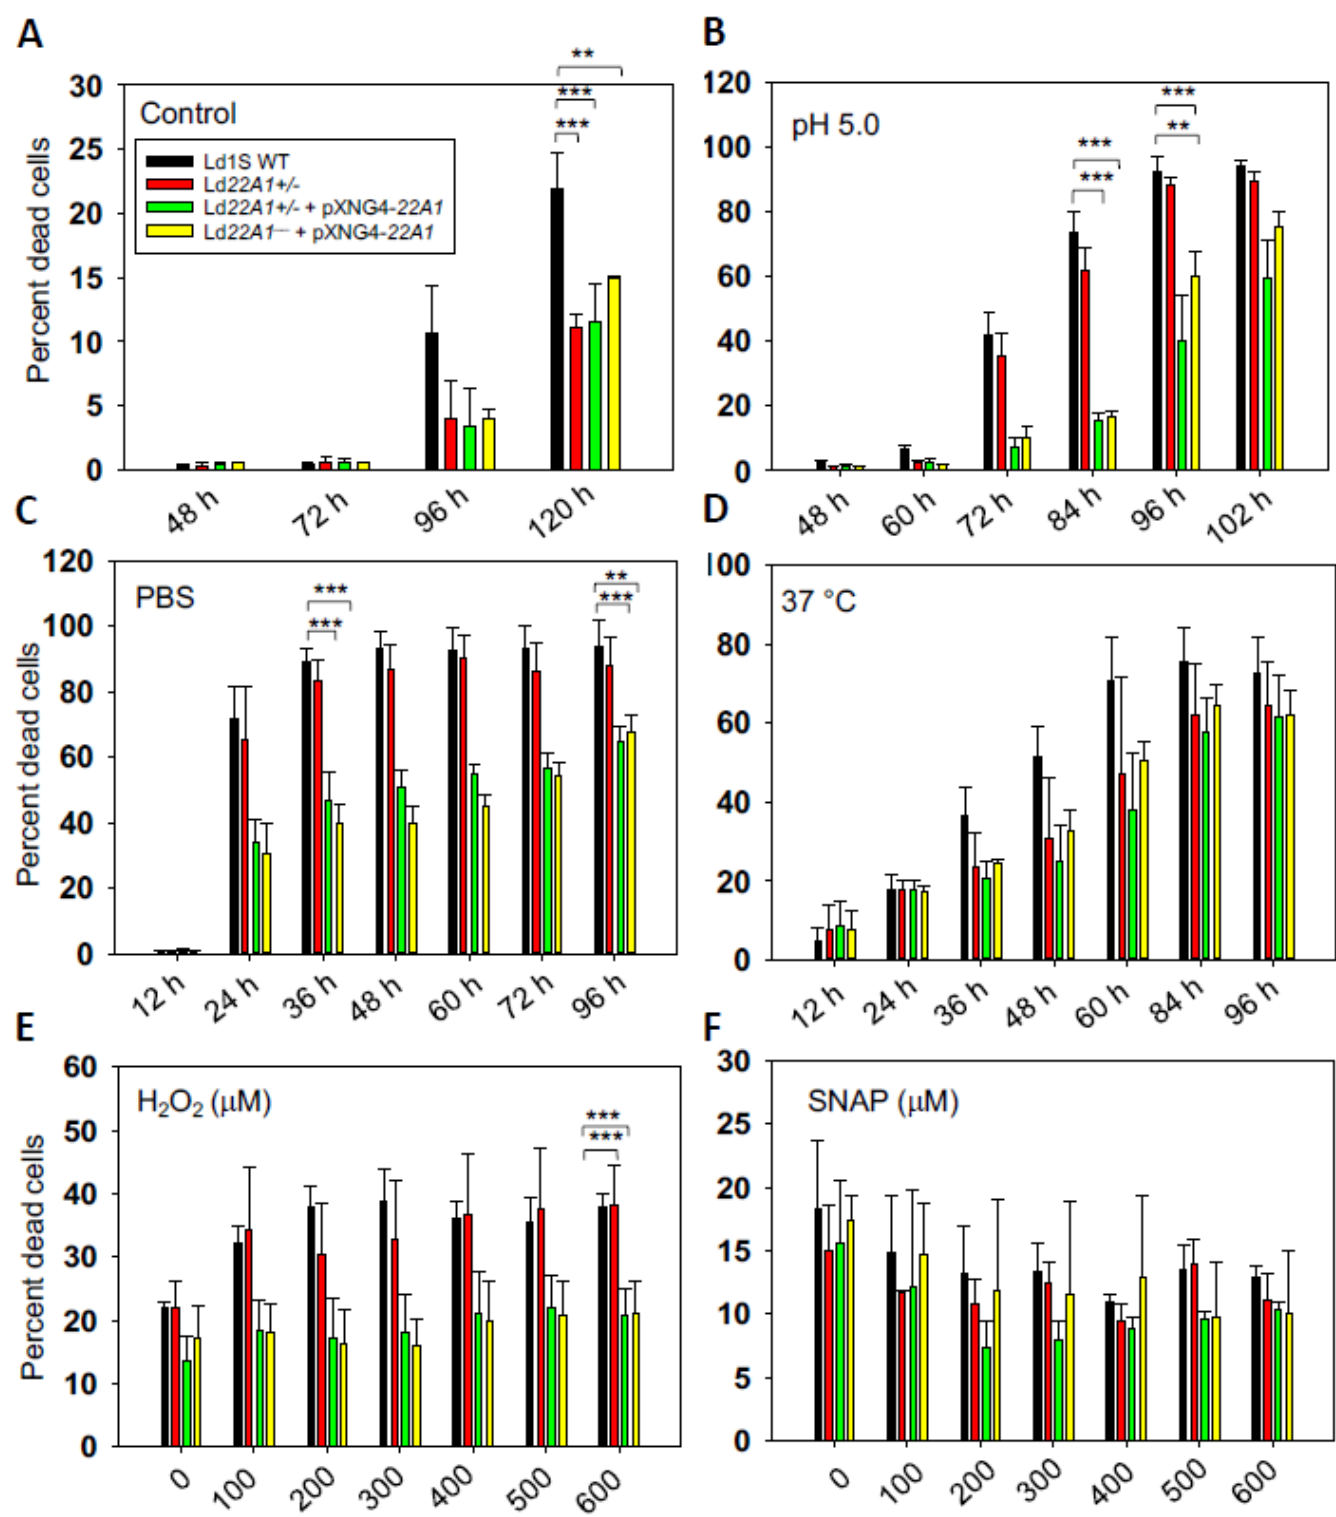 A
Control
Percent dead cells
30
25
20
15
10
5
0
Ld1S WT
Ld22A1+/-
Ld22A1+/- + pXNG4-22A1
Ld22A1−− + pXNG4-22A1
**
***
***
48 h
72 h
96 h
120 h
B
pH 5.0
120
100
80
60
40
20
0
***
***
***
**
48 h
60 h
72 h
84 h
96 h
102 h
C
PBS
Percent dead cells
120
100
80
60
40
20
0
***
***
**
***
12 h
24 h
36 h
48 h
60 h
72 h
96 h
D
37 °C
100
80
60
40
20
0
12 h
24 h
36 h
48 h
60 h
84 h
96 h
E
H₂O₂ (μM)
Percent dead cells
60
50
40
30
20
10
0
***
***
0
100
200
300
400
500
600
F
SNAP (μM)
30
25
20
15
10
5
0
0
100
200
300
400
500
600